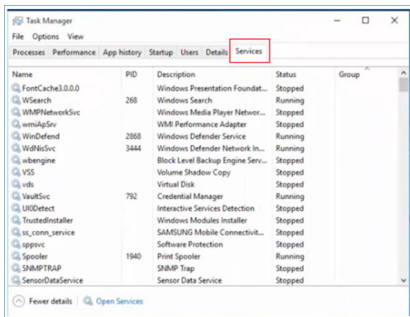 Task Manager
File Options View
Processes Performance App history Startup Users Details Services
Name PID Description Status Group
FontCache3.0.0.0 Windows Presentation Foundat... Stopped
WSearch 268 Windows Search Running
WMPNetworkSvc Windows Media Player Networ... Running
wmiApSrv WMI Performance Adapter Stopped
WinDefend 2868 Windows Defender Service Running
WdNisSvc 3444 Windows Defender Network In... Running
wbengine Block Level Backup Engine Serv... Stopped
VSS Volume Shadow Copy Stopped
vds Virtual Disk Stopped
VaultSvc 792 Credential Manager Running
UI0Detect Interactive Services Detection Stopped
TrustedInstaller Windows Modules Installer Stopped
ss_conn_service SAMSUNG Mobile Connectivit... Stopped
sppsvc Software Protection Stopped
Spooler 1940 Print Spooler Running
SNMPTRAP SNMP Trap Stopped
SensorDataService Sensor Data Service Stopped
Fewer details Open Services